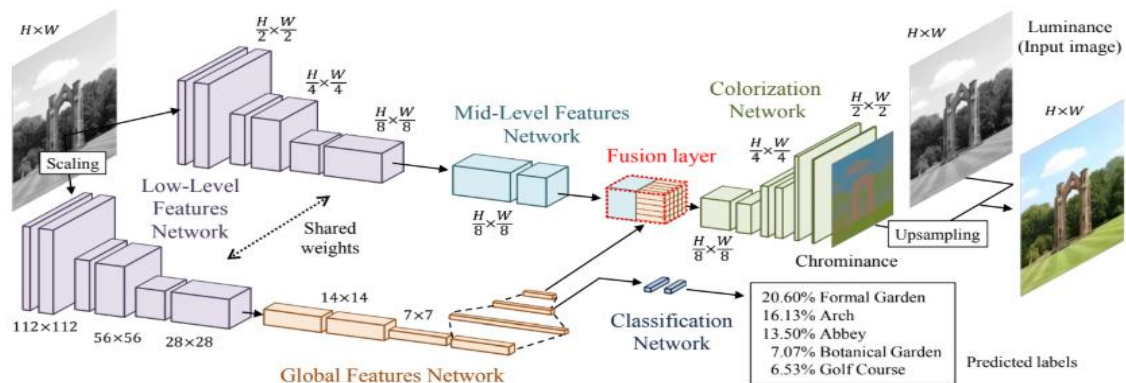 H×W
Scaling
H/2 × W/2
H/4 × W/4
H/8 × W/8
Low-Level
Features
Network
Shared
weights
112×112
56×56
28×28
14×14
7×7
Global Features Network
Mid-Level Features
Network
H/8 × W/8
Fusion layer
Classification
Network
Colorization
Network
H/8 × W/8
H/4 × W/4
H/2 × W/2
Chrominance
H×W
Luminance
(Input image)
H×W
Upsampling
20.60% Formal Garden
16.13% Arch
13.50% Abbey
7.07% Botanical Garden
6.53% Golf Course
Predicted labels